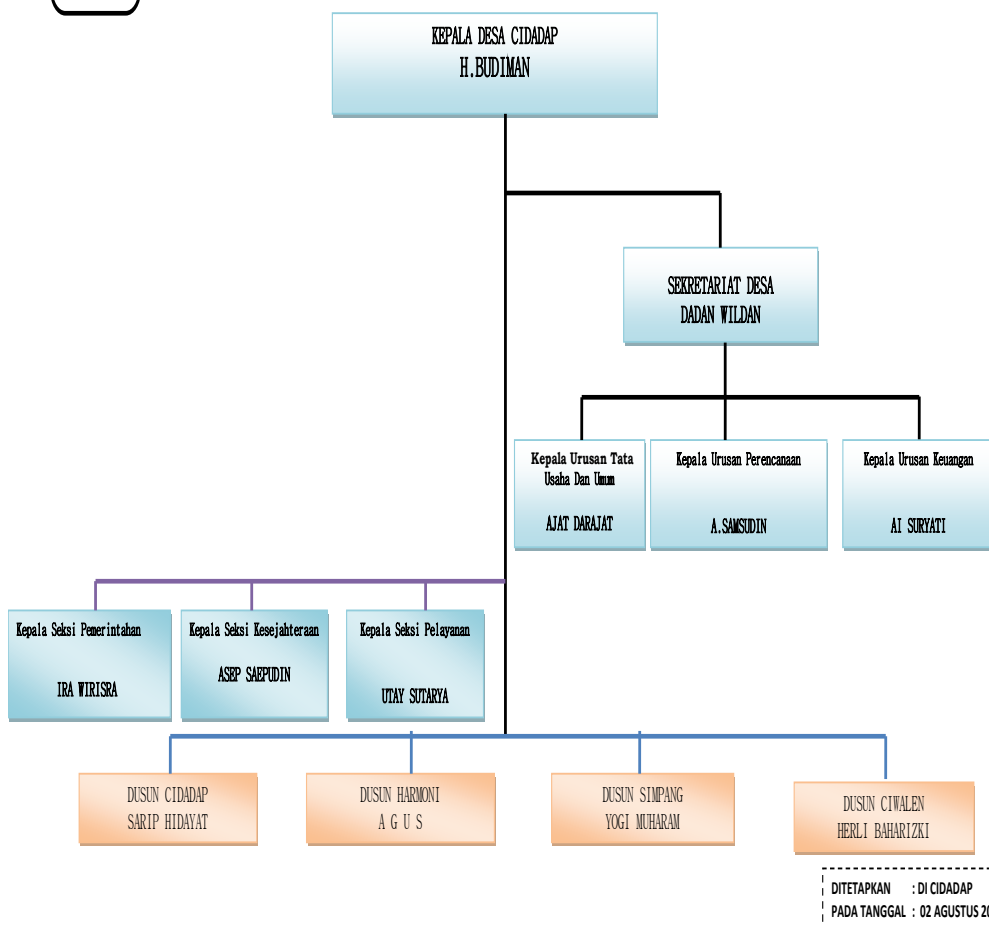 KEPALA DESA CIDADAP
H.BUDIMAN
SEKRETARIAT DESA
DADAN WILDAN
Kepala Urusan Tata
Usaha Dan Umum
AJAT DARAJAT
Kepala Urusan Perencanaan
A.SAMSUDIN
Kepala Urusan Keuangan
AI SURYATI
Kepala Seksi Pemerintahan
IRA WIRISRA
Kepala Seksi Kesejahteraan
ASEP SAEPUDIN
Kepala Seksi Pelayanan
UTAY SUTARYA
DUSUN CIDADAP
SARIP HIDAYAT
DUSUN HARMONI
A G U S
DUSUN SIMPANG
YOGI MUHARAM
DUSUN CIWALEN
HERLI BAHARIZKI
DITETAPKAN : DI CIDADAP
PADA TANGGAL : 02 AGUSTUS